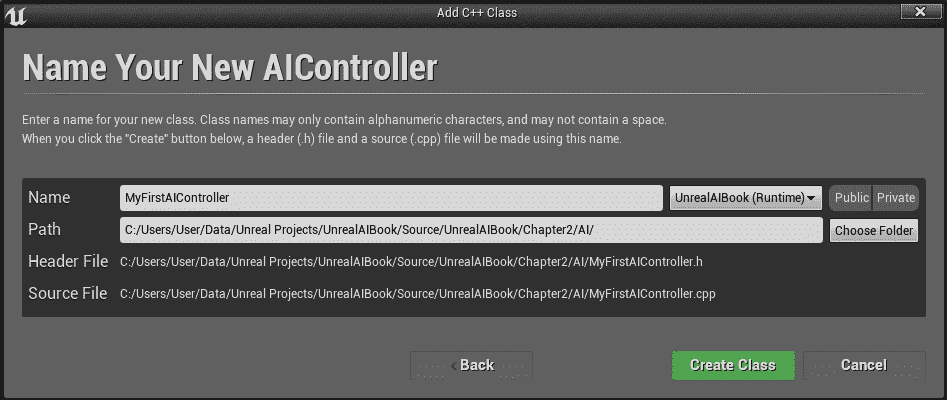 Add C++ Class
Name Your New AIController
Enter a name for your new class. Class names may only contain alphanumeric characters, and may not contain a space.
When you click the "Create" button below, a header (.h) file and a source (.cpp) file will be made using this name.
Name MyFirstAIController UnrealAIBook (Runtime) Public Private
Path C:/Users/User/Data/Unreal Projects/UnrealAIBook/Source/UnrealAIBook/Chapter2/AI/ Choose Folder
Header File C:/Users/User/Data/Unreal Projects/UnrealAIBook/Source/UnrealAIBook/Chapter2/AI/MyFirstAIController.h
Source File C:/Users/User/Data/Unreal Projects/UnrealAIBook/Source/UnrealAIBook/Chapter2/AI/MyFirstAIController.cpp
Back Create Class Cancel